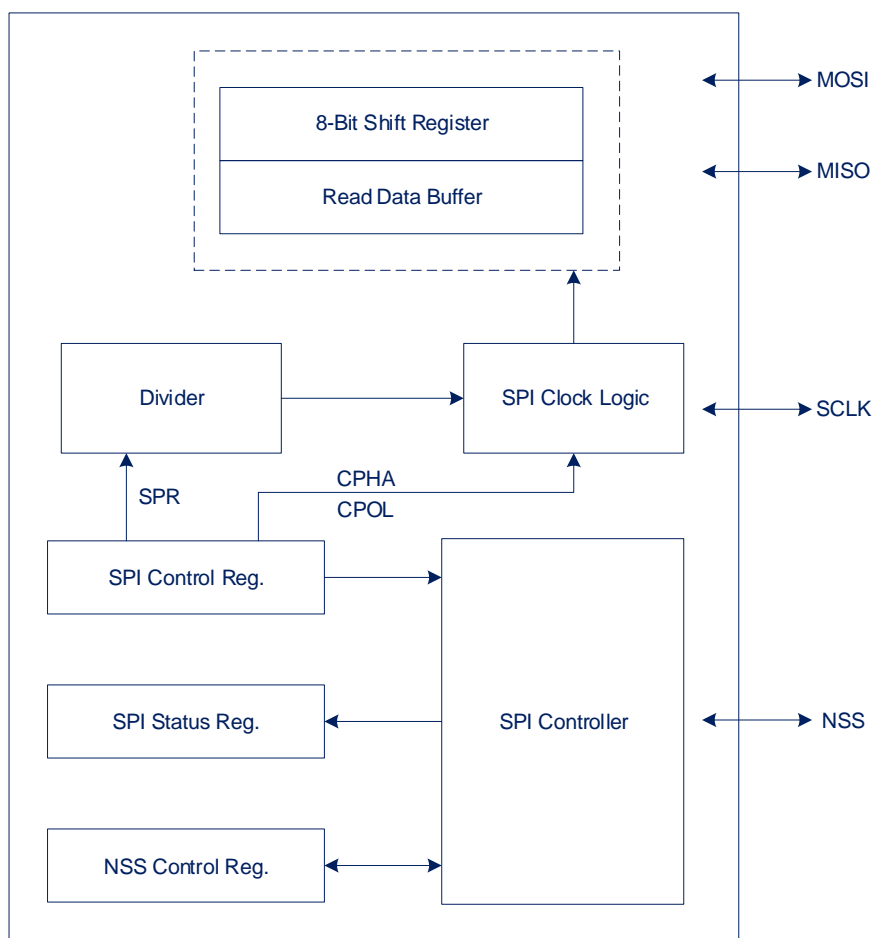 MOSI
8-Bit Shift Register
MISO
Read Data Buffer
Divider
SPI Clock Logic
SCLK
CPHA
SPR
CPOL
SPI Control Reg.
SPI Status Reg.
SPI Controller
NSS
NSS Control Reg.